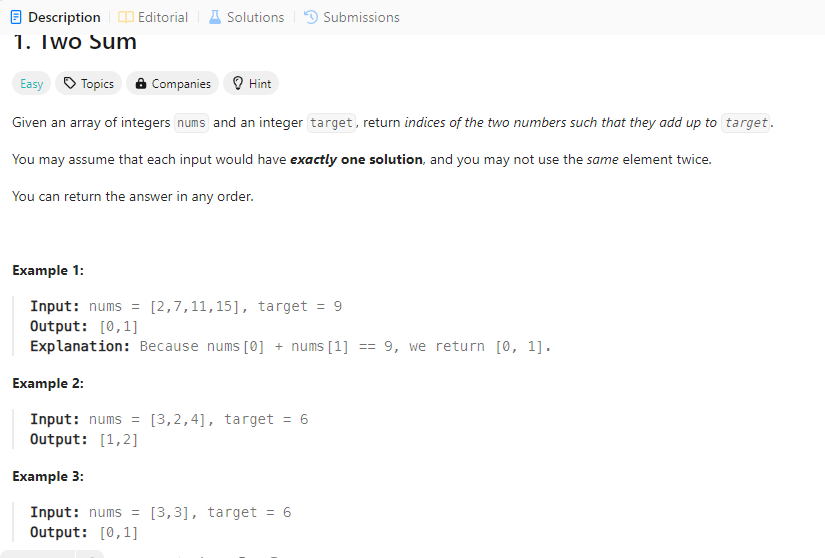 Description Editorial Solutions Submissions
1. Two Sum
Easy Topics Companies Hint
Given an array of integers nums and an integer target, return indices of the two numbers such that they add up to target.
You may assume that each input would have exactly one solution, and you may not use the same element twice.
You can return the answer in any order.
Example 1:
Input: nums = [2,7,11,15], target = 9
Output: [0,1]
Explanation: Because nums[0] + nums[1] == 9, we return [0, 1].
Example 2:
Input: nums = [3,2,4], target = 6
Output: [1,2]
Example 3:
Input: nums = [3,3], target = 6
Output: [0,1]